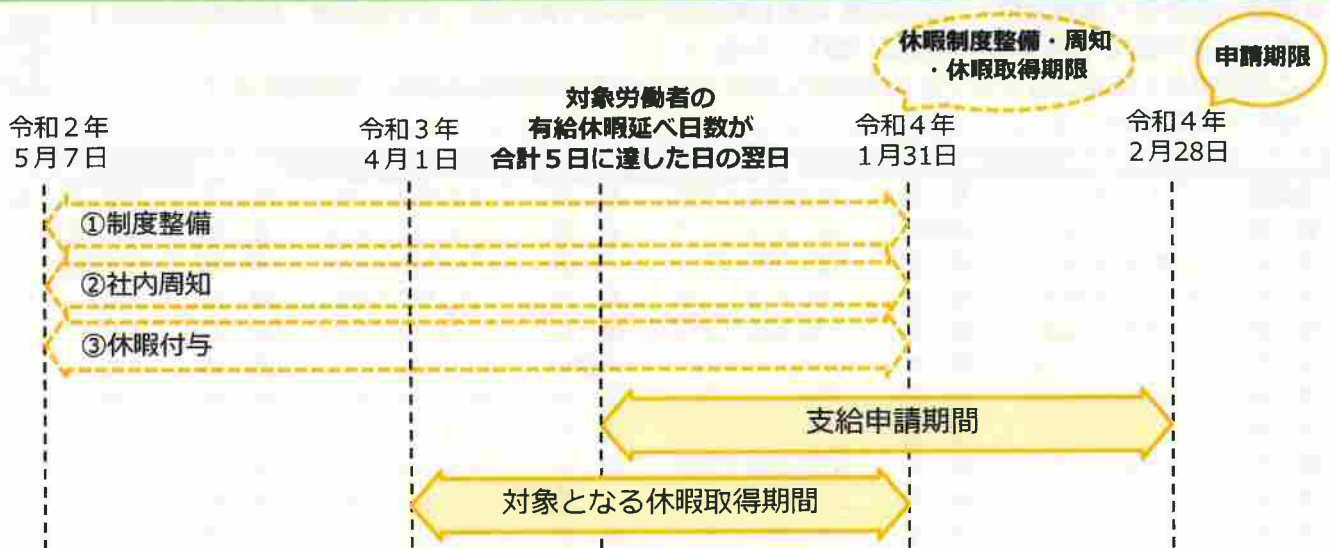 休暇制度整備・周知
・休暇取得期限
申請期限
令和2年
5月7日
令和3年
4月1日
対象労働者の
有給休暇延べ日数が
合計5日に達した日の翌日
令和4年
1月31日
令和4年
2月28日
①制度整備
②社内周知
③休暇付与
支給申請期間
対象となる休暇取得期間